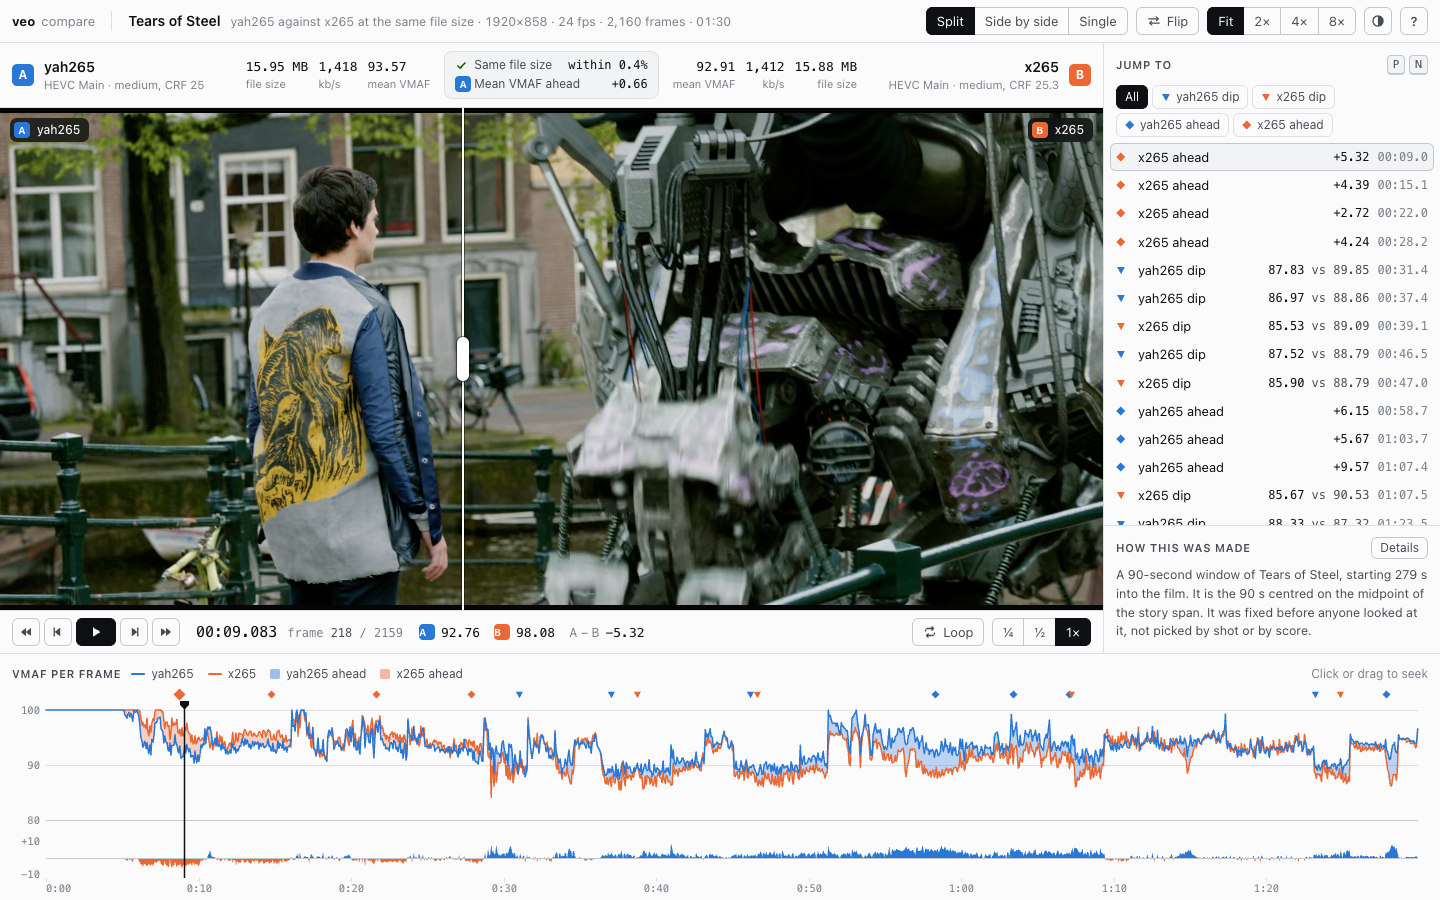 veo compare Tears of Steel yah265 against x265 at the same file size · 1920×858 · 24 fps · 2,160 frames · 01:30 Split Side by side Single Flip Fit 2× 4× 8× ?
A yah265
HEVC Main · medium, CRF 25
15.95 MB 1,418 93.57
file size kb/s mean VMAF
Same file size within 0.4%
A Mean VMAF ahead +0.66
92.91 1,412 15.88 MB
mean VMAF kb/s file size
x265 B
HEVC Main · medium, CRF 25.3
A yah265
B x265
00:09.083 frame 218 / 2159 A 92.76 B 98.08 A − B −5.32 Loop ¼ ½ 1×
JUMP TO P N
All yah265 dip x265 dip
yah265 ahead x265 ahead
x265 ahead +5.32 00:09.0
x265 ahead +4.39 00:15.1
x265 ahead +2.72 00:22.0
x265 ahead +4.24 00:28.2
yah265 dip 87.83 vs 89.85 00:31.4
yah265 dip 86.97 vs 88.86 00:37.4
x265 dip 85.53 vs 89.09 00:39.1
yah265 dip 87.52 vs 88.79 00:46.5
x265 dip 85.90 vs 88.79 00:47.0
yah265 ahead +6.15 00:58.7
yah265 ahead +5.67 01:03.7
yah265 ahead +9.57 01:07.4
x265 dip 85.67 vs 90.53 01:07.5
yah265 dip 88.33 vs 87.32 01:23.5
HOW THIS WAS MADE Details
A 90-second window of Tears of Steel, starting 279 s
into the film. It is the 90 s centred on the midpoint of
the story span. It was fixed before anyone looked at
it, not picked by shot or by score.
VMAF PER FRAME yah265 x265 yah265 ahead x265 ahead Click or drag to seek
100
90
80
+10
−10
0:00 0:10 0:20 0:30 0:40 0:50 1:00 1:10 1:20